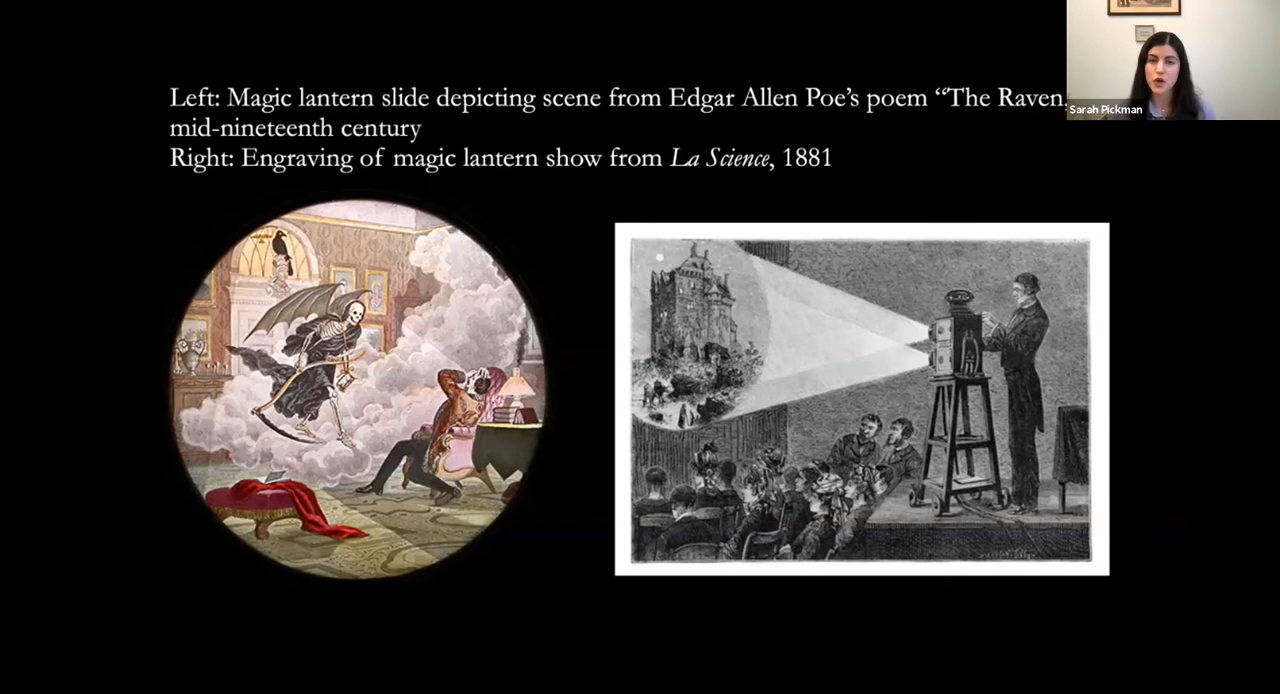 Left: Magic lantern slide depicting scene from Edgar Allen Poe’s poem “The Raven,
mid-nineteenth century
Right: Engraving of magic lantern show from La Science, 1881
Sarah Pickman